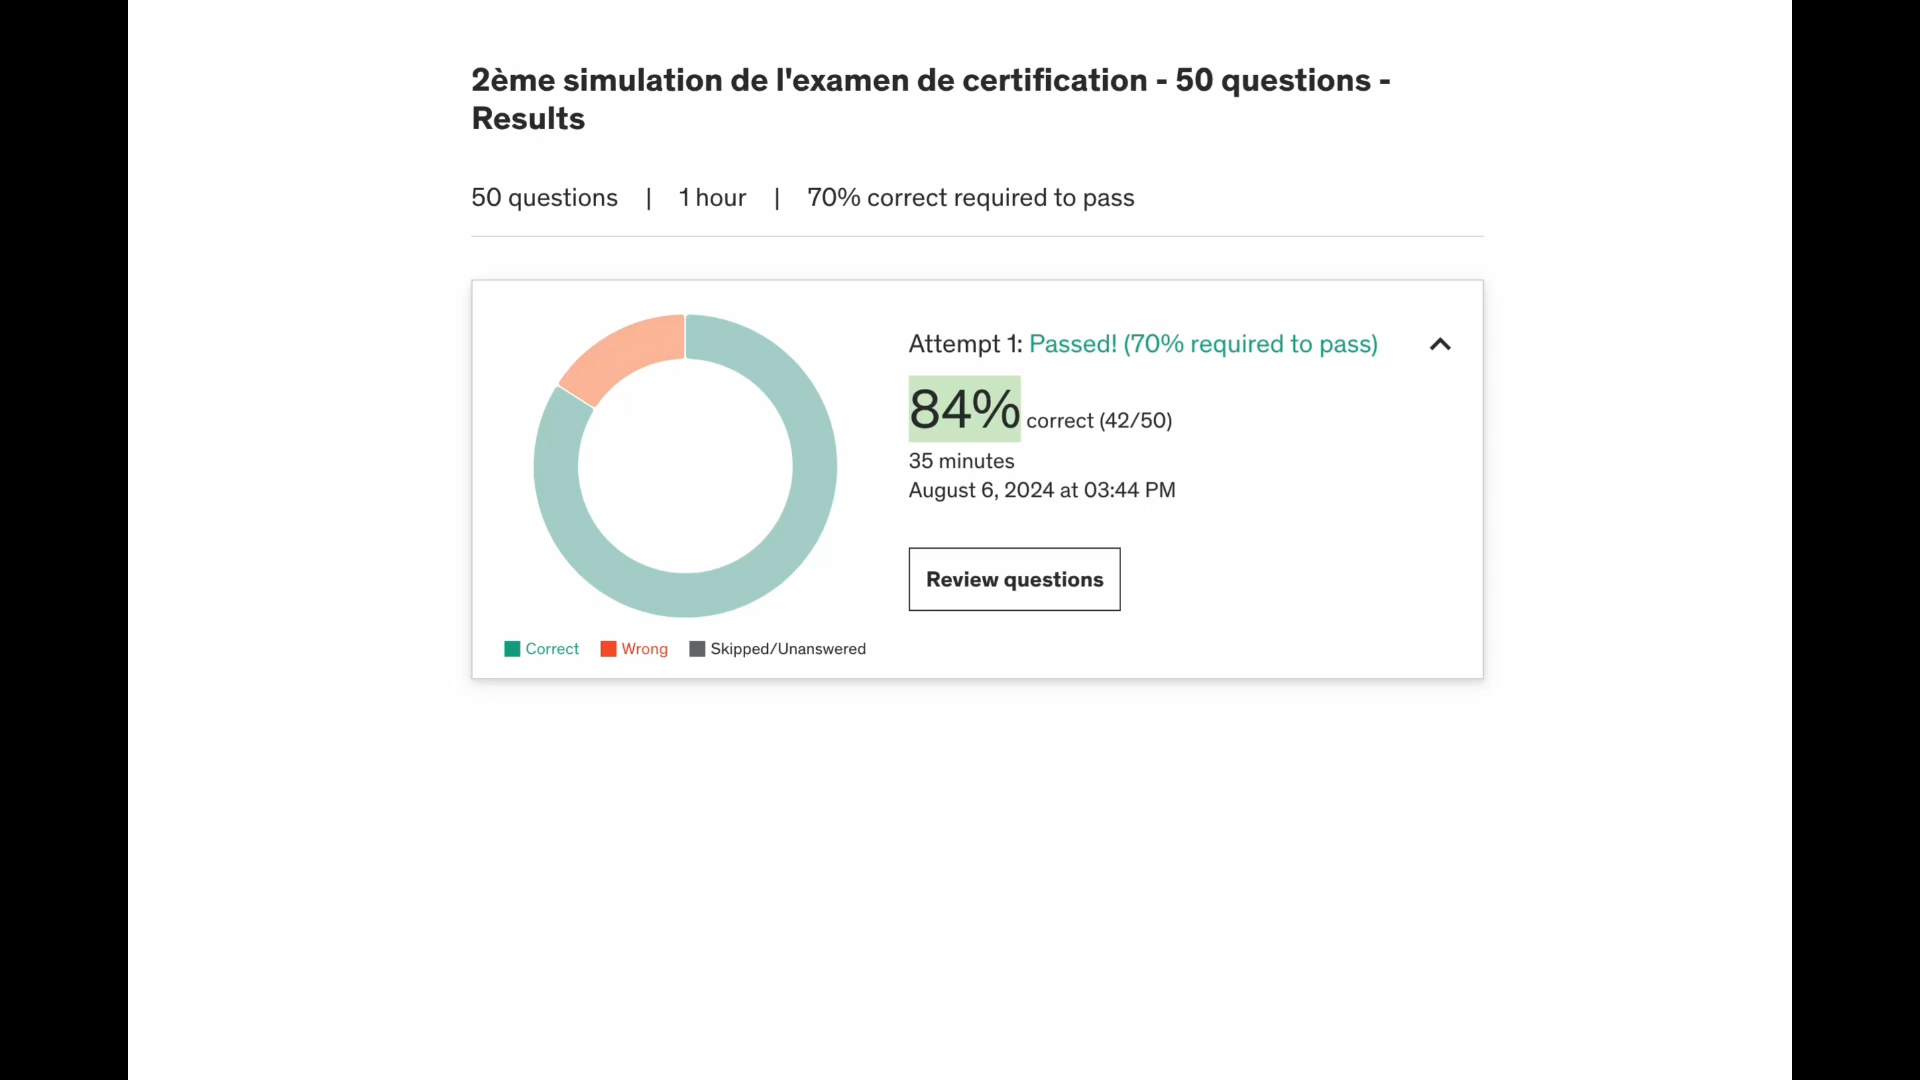 2ème simulation de l'examen de certification - 50 questions -
Results
50 questions | 1 hour | 70% correct required to pass
Attempt 1: Passed! (70% required to pass)
84% correct (42/50)
35 minutes
August 6, 2024 at 03:44 PM
Review questions
Correct Wrong Skipped/Unanswered